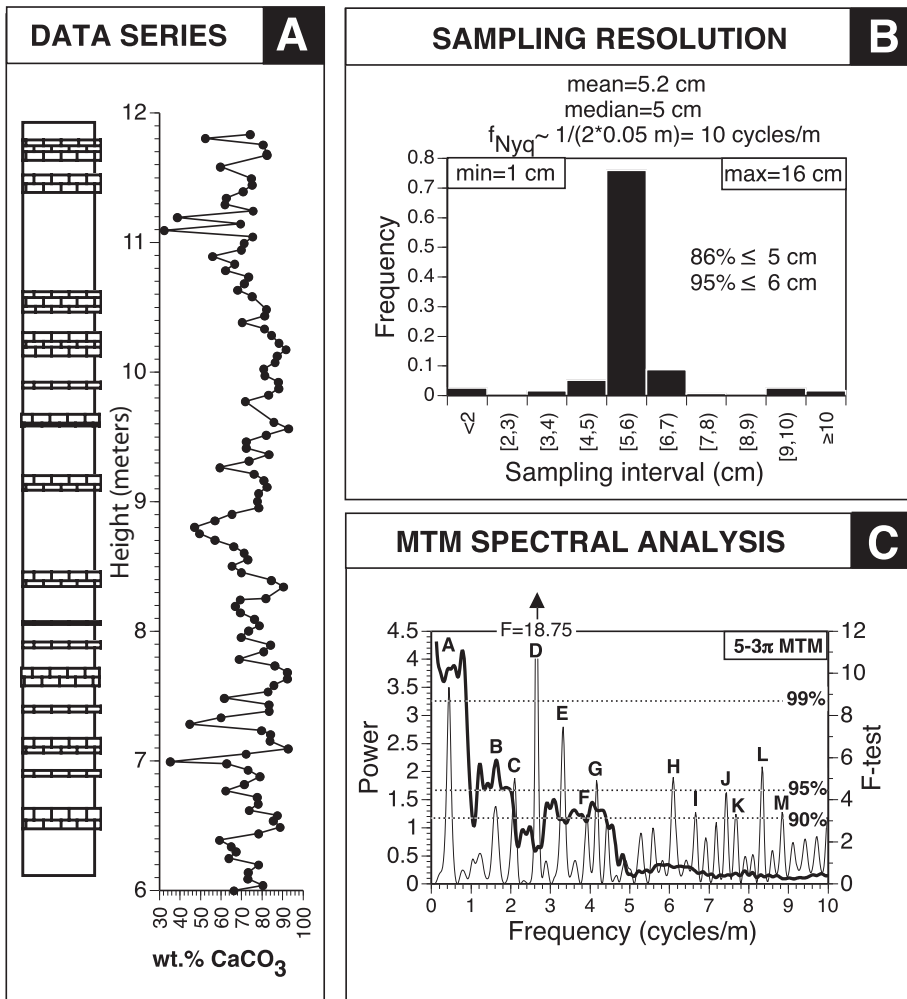 DATA SERIES A
12
11
10
9
8
7
6
Height (meters)
30 40 50 60 70 80 90 100
wt.% CaCO3
SAMPLING RESOLUTION B
mean=5.2 cm
median=5 cm
fNyq~ 1/(2*0.05 m)= 10 cycles/m
min=1 cm
max=16 cm
86% ≤ 5 cm
95% ≤ 6 cm
0.8
0.7
0.6
0.5
0.4
0.3
0.2
0.1
0
Frequency
<2 [2,3) [3,4) [4,5) [5,6) [6,7) [7,8) [8,9) [9,10) ≥10
Sampling interval (cm)
MTM SPECTRAL ANALYSIS C
F=18.75
5-3π MTM
4.5
4
3.5
3
2.5
2
1.5
1
0.5
0
Power
A B C D E F G H I J K L M
99%
95%
90%
12
10
8
6
4
2
0
F-test
0 1 2 3 4 5 6 7 8 9 10
Frequency (cycles/m)